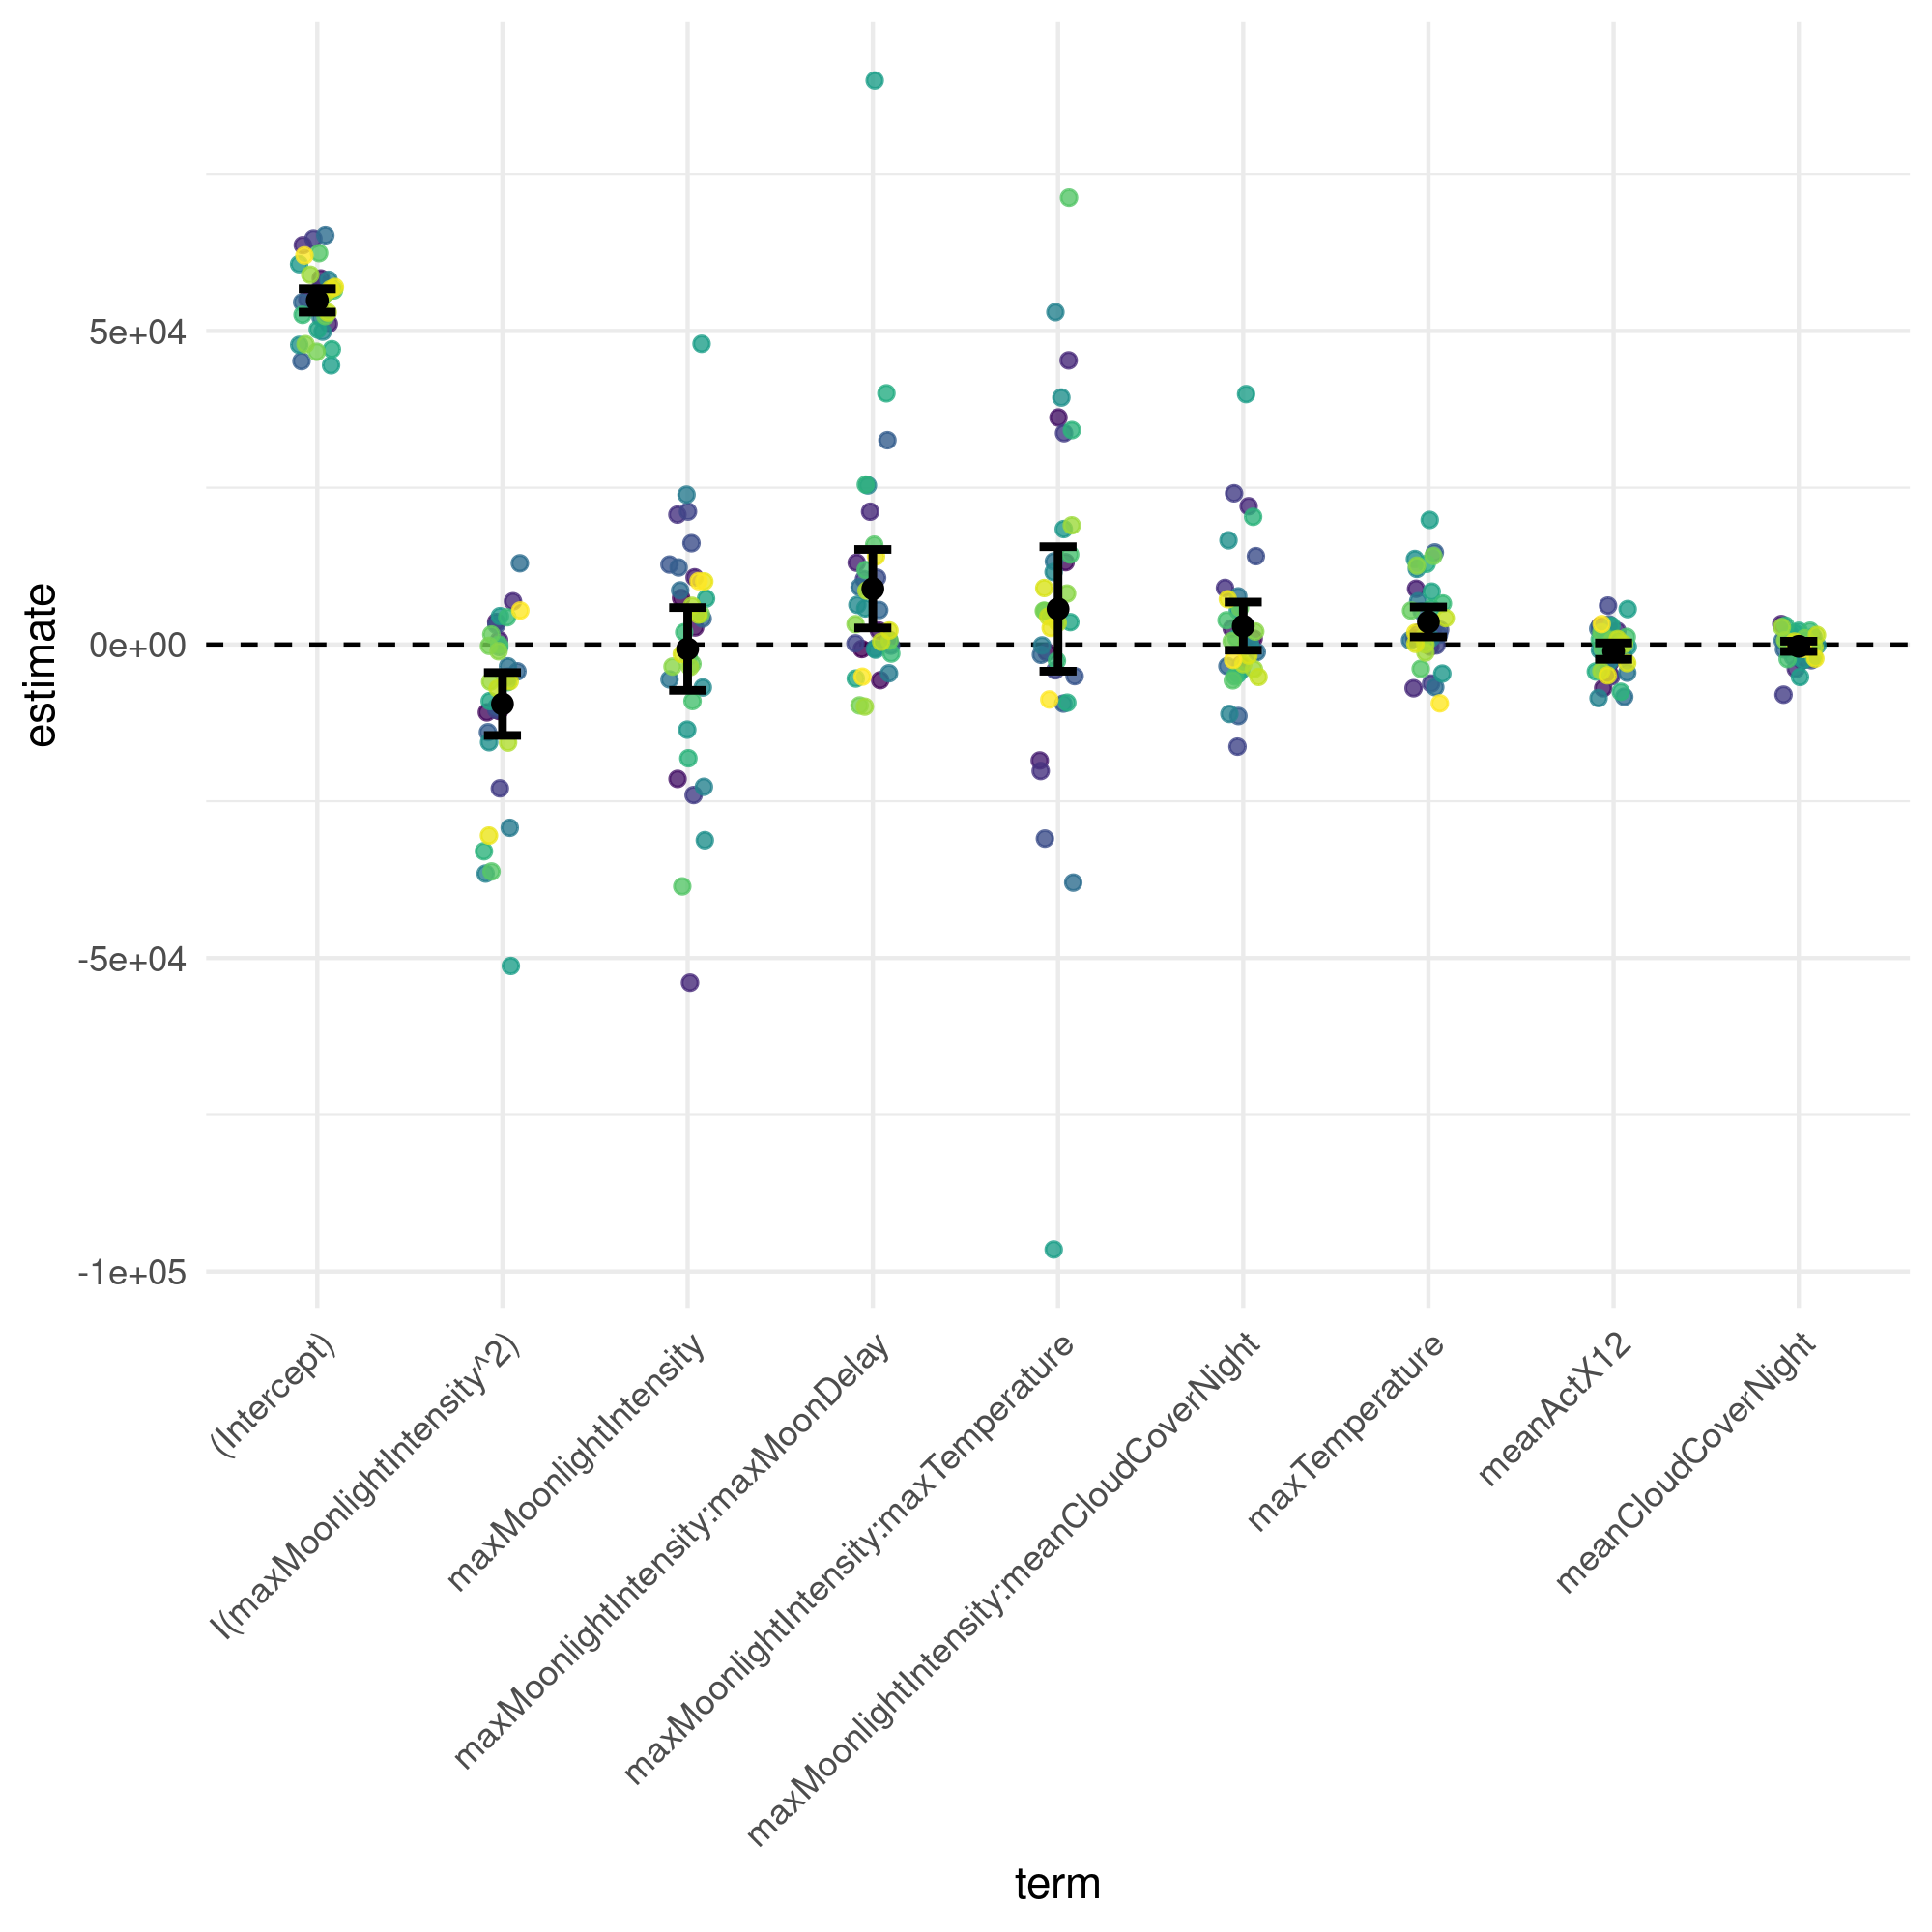 estimate
5e+04
0e+00
-5e+04
-1e+05
(Intercept)
I((maxMoonlightIntensity^2)
maxMoonlightIntensity
maxMoonlightIntensity:maxMoonDelay
maxMoonlightIntensity:maxTemperature
maxMoonlightIntensity:meanCloudCoverNight
maxTemperature
meanActX12
meanCloudCoverNight
term